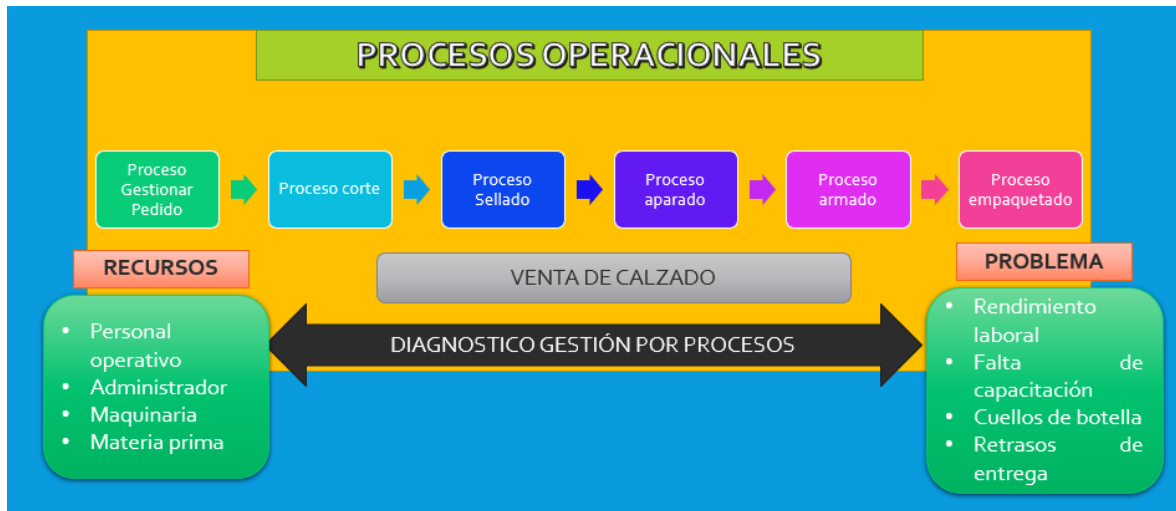 PROCESOS OPERACIONALES
Proceso
Gestionar
Pedido
Proceso corte
Proceso
Sellado
Proceso
aparado
Proceso
armado
Proceso
empaquetado
RECURSOS
• Personal
operativo
• Administrador
• Maquinaria
• Materia prima
VENTA DE CALZADO
DIAGNOSTICO GESTIÓN POR PROCESOS
PROBLEMA
• Rendimiento
laboral
• Falta de
capacitación
• Cuellos de botella
• Retrasos de
entrega